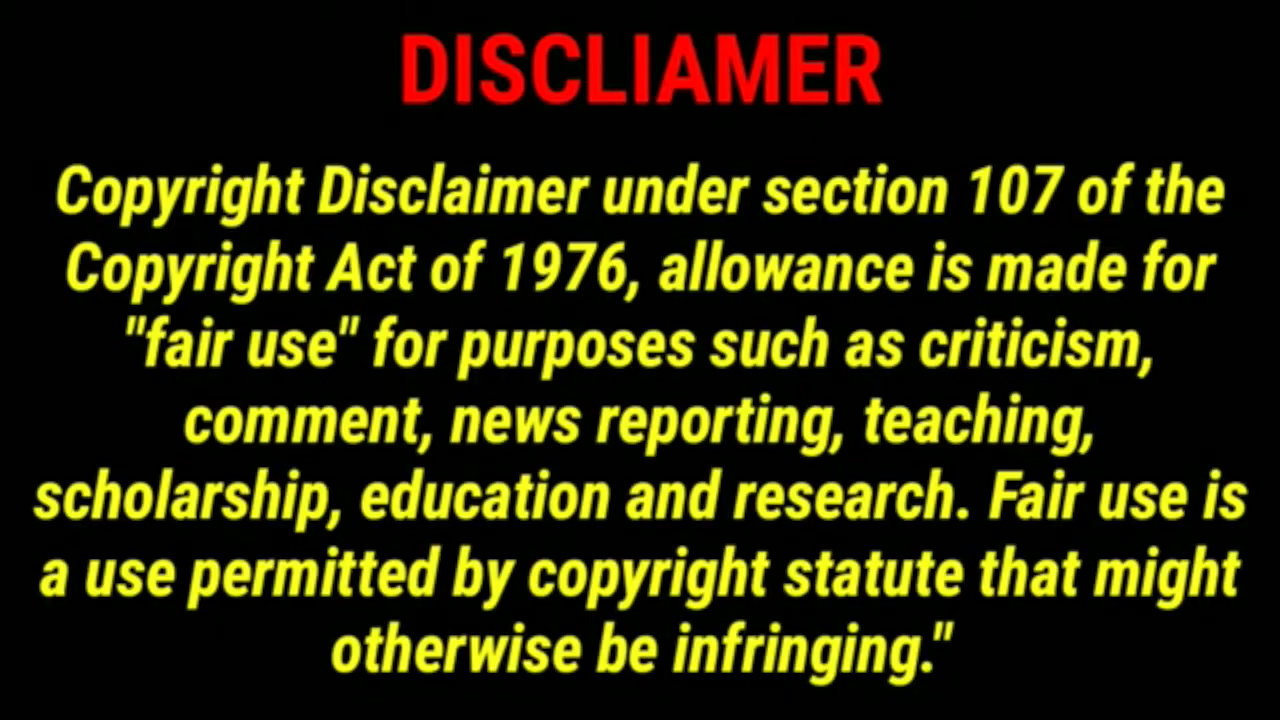 DISCLIAMER
Copyright Disclaimer under section 107 of the
Copyright Act of 1976, allowance is made for
"fair use" for purposes such as criticism,
comment, news reporting, teaching,
scholarship, education and research. Fair use is
a use permitted by copyright statute that might
otherwise be infringing."